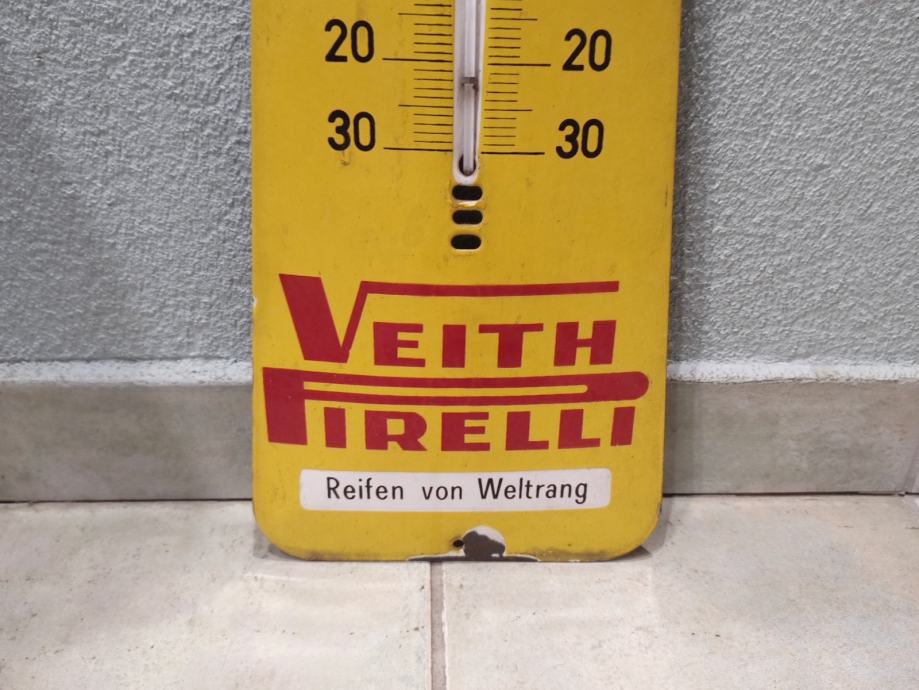 20 20
30 30
VEITH
PIRELLI
Reifen von Weltrang